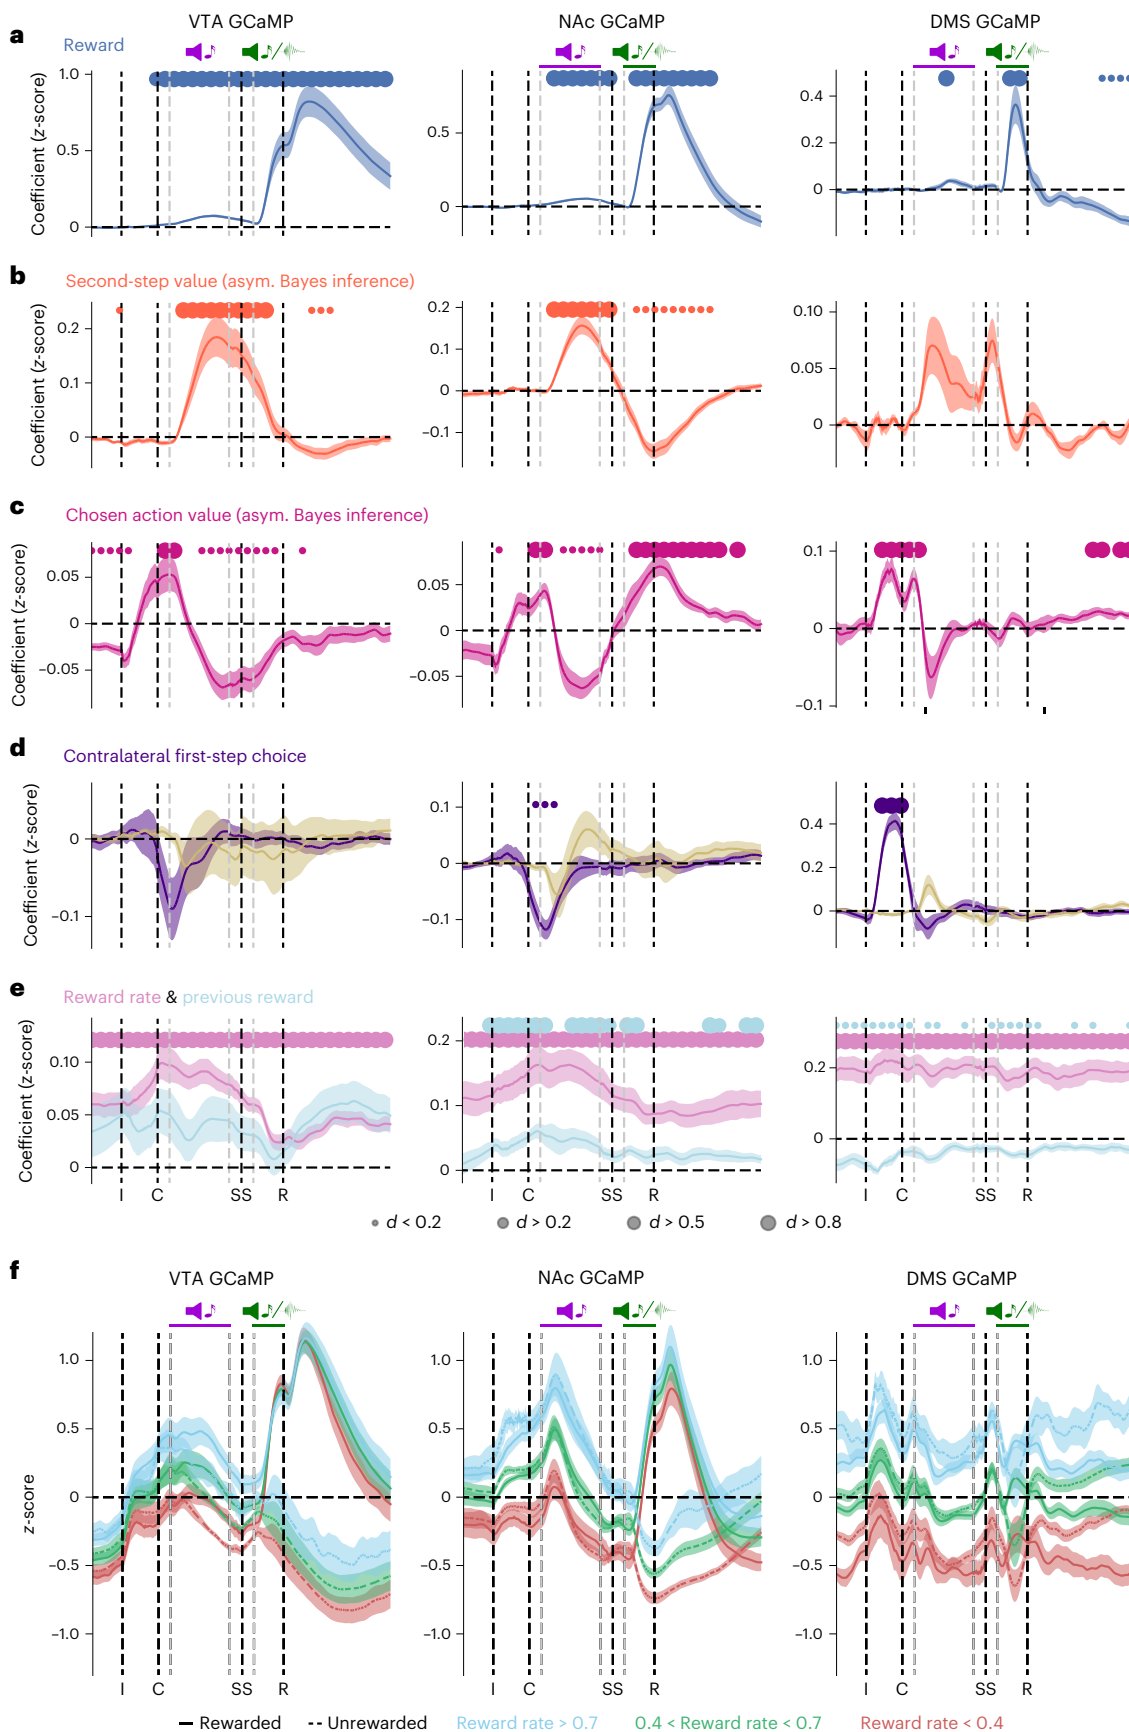 VTA GCaMP NAc GCaMP DMS GCaMP
a
Reward
Coefficient (z-score)
1.0
0.5
0
0.5
0
0.4
0.2
0
b
Second-step value (asym. Bayes inference)
Coefficient (z-score)
0.2
0.1
0
0.2
0.1
0
−0.1
0.10
0.05
0
c
Chosen action value (asym. Bayes inference)
Coefficient (z-score)
0.05
0
−0.05
0.05
0
−0.05
0.1
0
−0.1
d
Contralateral first-step choice
Coefficient (z-score)
0
−0.1
0.1
0
−0.1
0.4
0.2
0
e
Reward rate & previous reward
Coefficient (z-score)
0.10
0.05
0
0.2
0.1
0
0.2
0
I C SS R I C SS R I C SS R
d < 0.2 d > 0.2 d > 0.5 d > 0.8
f
VTA GCaMP NAc GCaMP DMS GCaMP
z-score
1.0
0.5
0
−0.5
−1.0
1.0
0.5
0
−0.5
−1.0
1.0
0.5
0
−0.5
−1.0
I C SS R I C SS R I C SS R
Rewarded Unrewarded Reward rate > 0.7 0.4 < Reward rate < 0.7 Reward rate < 0.4